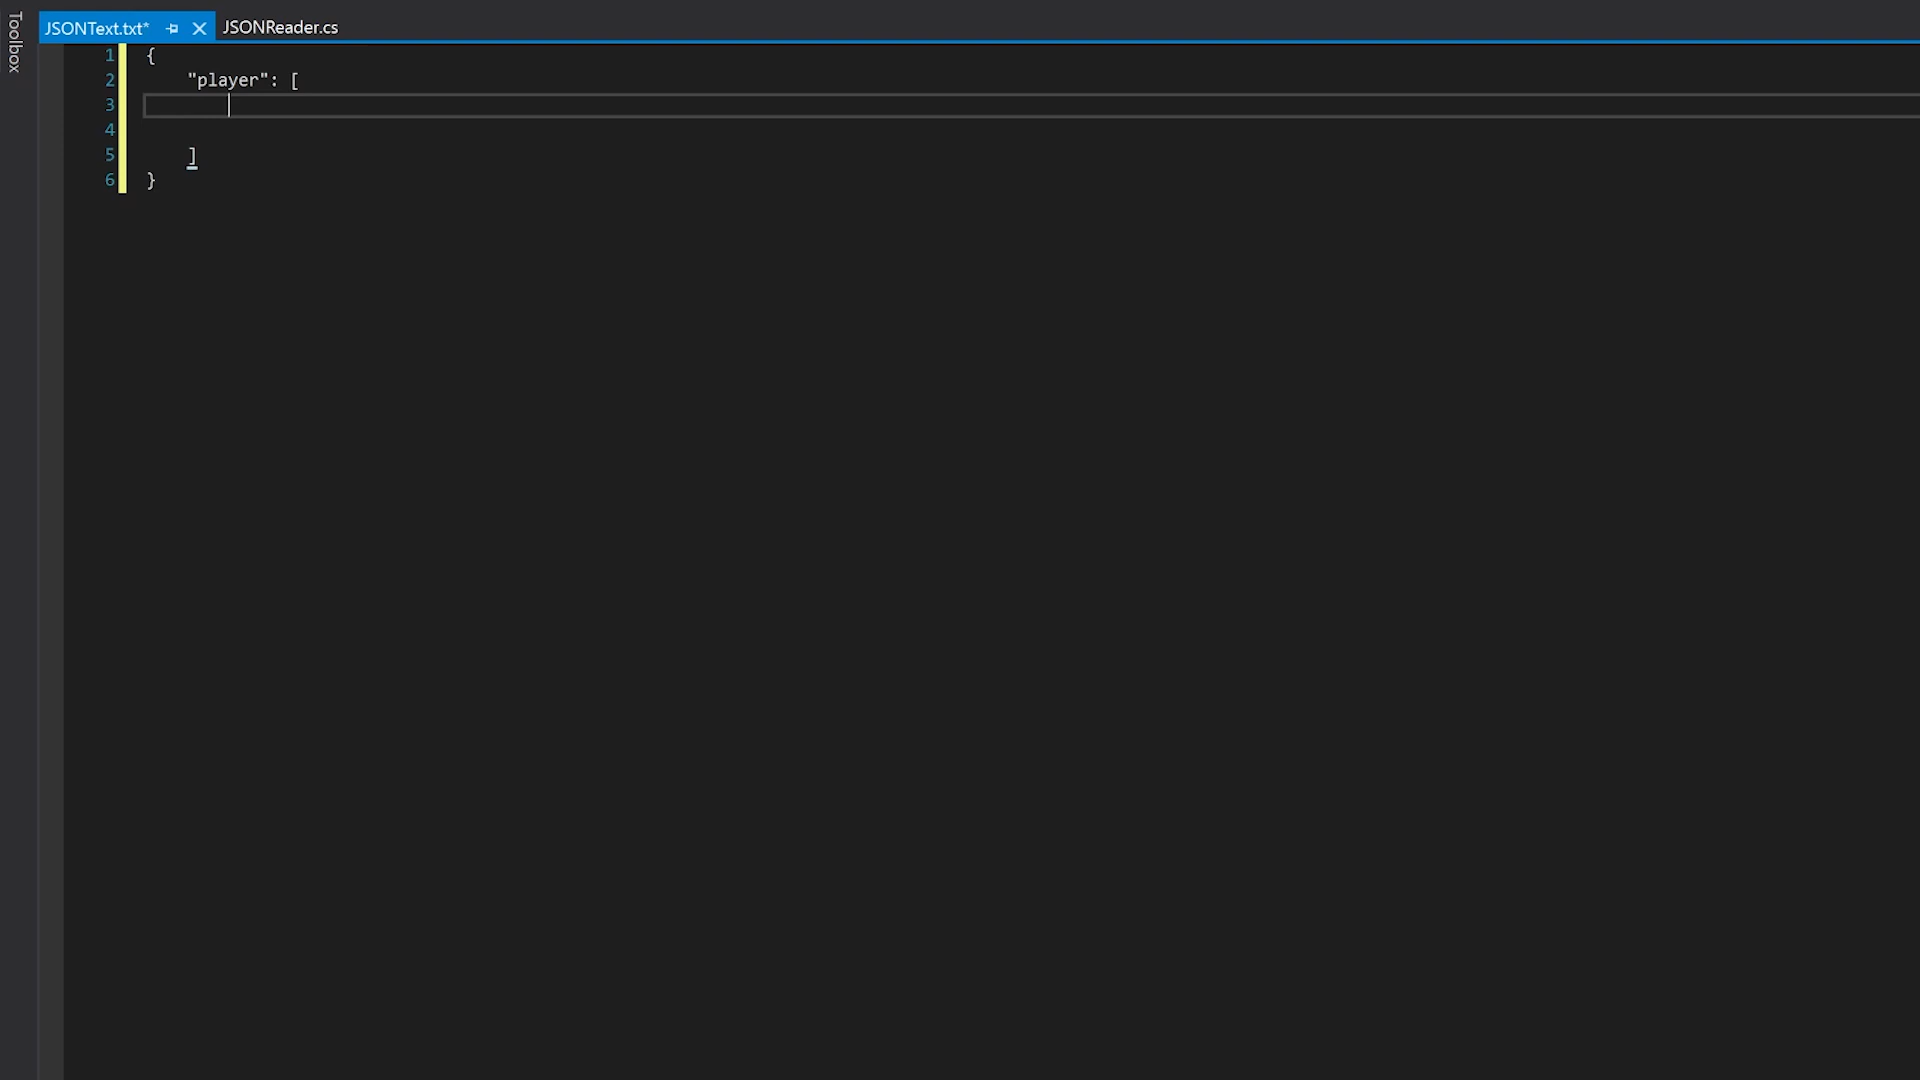 Toolbox
JSONText.txt* JSONReader.cs
1 {
2 "player": [
3
4
5 ]
6 }